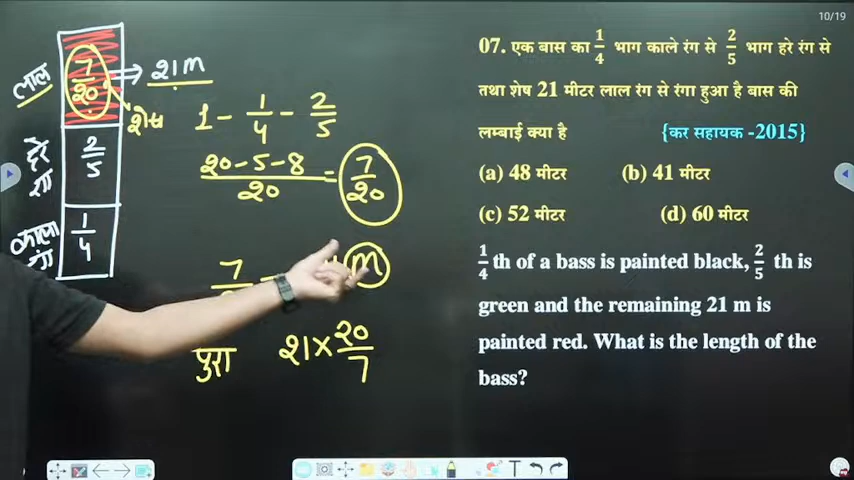 10/19
07. एक बास का 1/4 भाग काले रंग से 2/5 भाग हरे रंग से
तथा शेष 21 मीटर लाल रंग से रंगा हुआ है बास की
लम्बाई क्या है {कर सहायक -2015}
(a) 48 मीटर (b) 41 मीटर
(c) 52 मीटर (d) 60 मीटर
1/4 th of a bass is painted black, 2/5 th is
green and the remaining 21 m is
painted red. What is the length of the
bass?
लाल 7/20 ⇒ 21M
शेष
हरे 2/5
काला रंग 1/4
1 - 1/4 - 2/5
20-5-8/20 = 7/20
7
M
पुरा 21×20/7
T